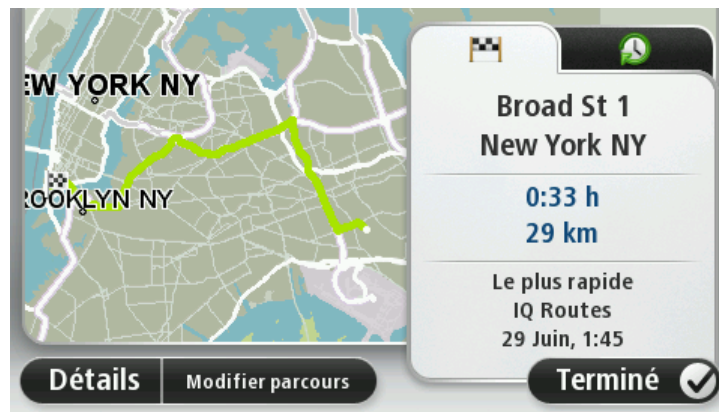 EW YORK NY
ROOKLYN NY
Broad St 1
New York NY
0:33 h
29 km
Le plus rapide
IQ Routes
29 Juin, 1:45
Détails
Modifier parcours
Terminé